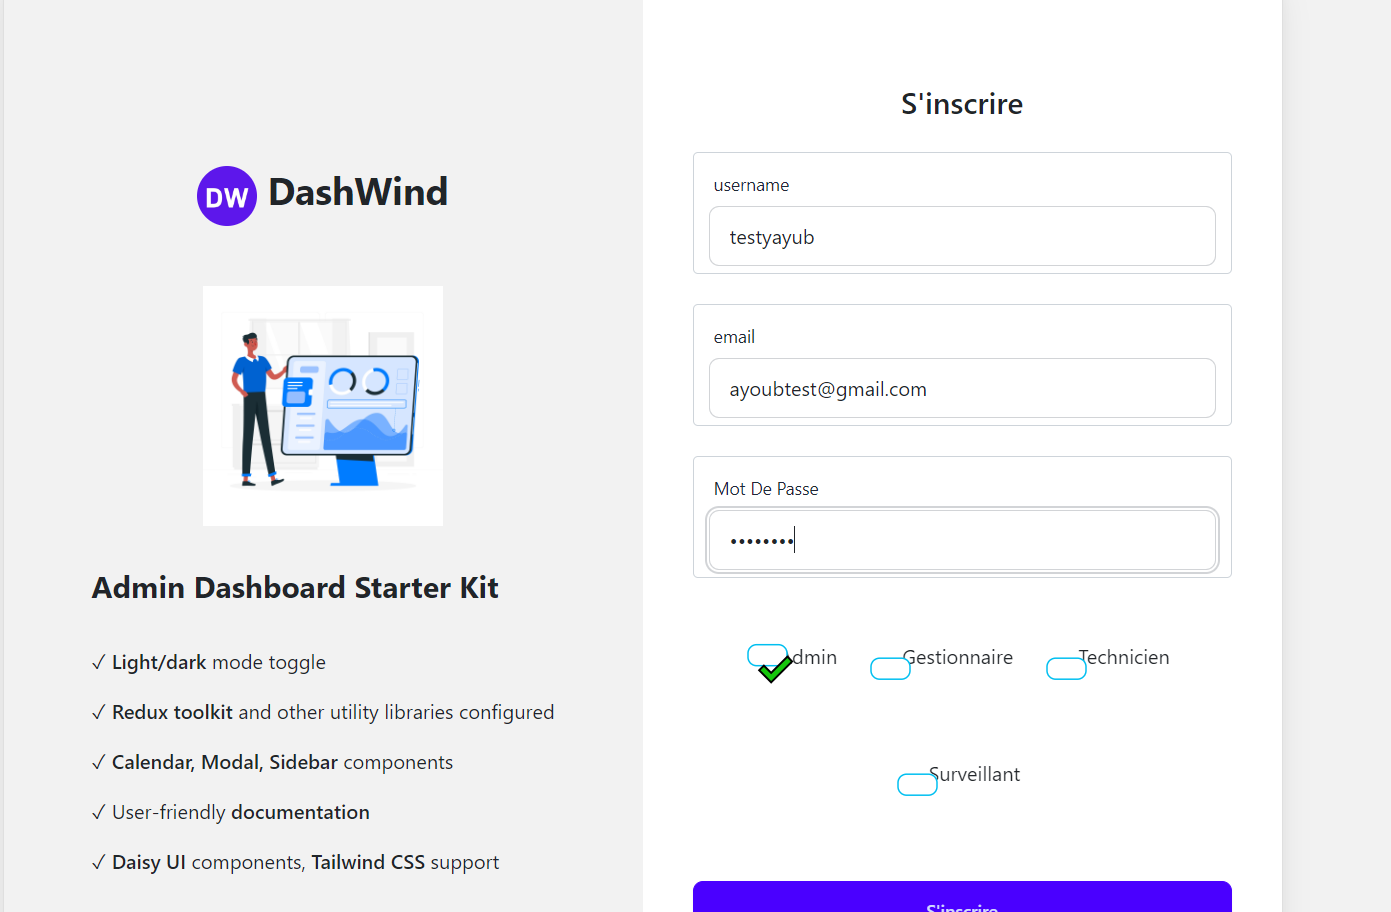 DW DashWind
Admin Dashboard Starter Kit
✓ Light/dark mode toggle
✓ Redux toolkit and other utility libraries configured
✓ Calendar, Modal, Sidebar components
✓ User-friendly documentation
✓ Daisy UI components, Tailwind CSS support
S'inscrire
username
testyayub
email
ayoubtest@gmail.com
Mot De Passe
••••••••
dmin Gestionnaire Technicien
Surveillant
S'inscrire